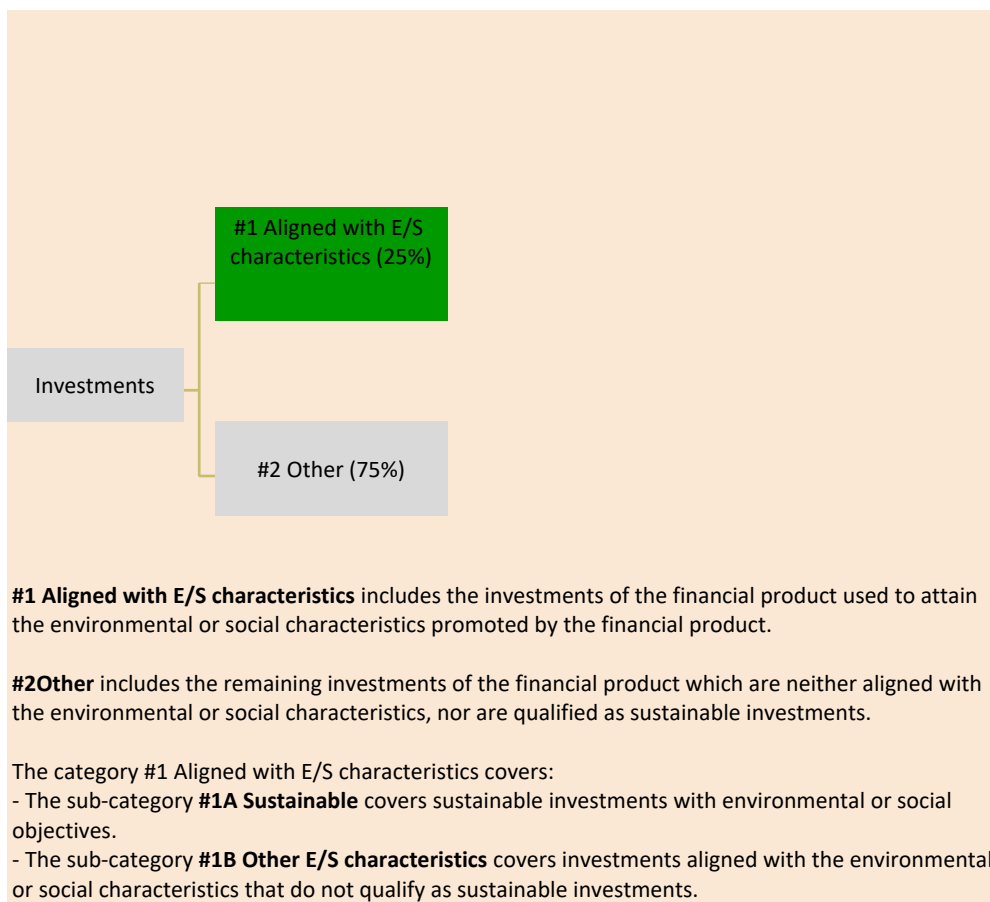 #1 Aligned with E/S
characteristics (25%)
Investments
#2 Other (75%)
#1 Aligned with E/S characteristics includes the investments of the financial product used to attain
the environmental or social characteristics promoted by the financial product.
#2Other includes the remaining investments of the financial product which are neither aligned with
the environmental or social characteristics, nor are qualified as sustainable investments.
The category #1 Aligned with E/S characteristics covers:
- The sub-category #1A Sustainable covers sustainable investments with environmental or social
objectives.
- The sub-category #1B Other E/S characteristics covers investments aligned with the environmental
or social characteristics that do not qualify as sustainable investments.